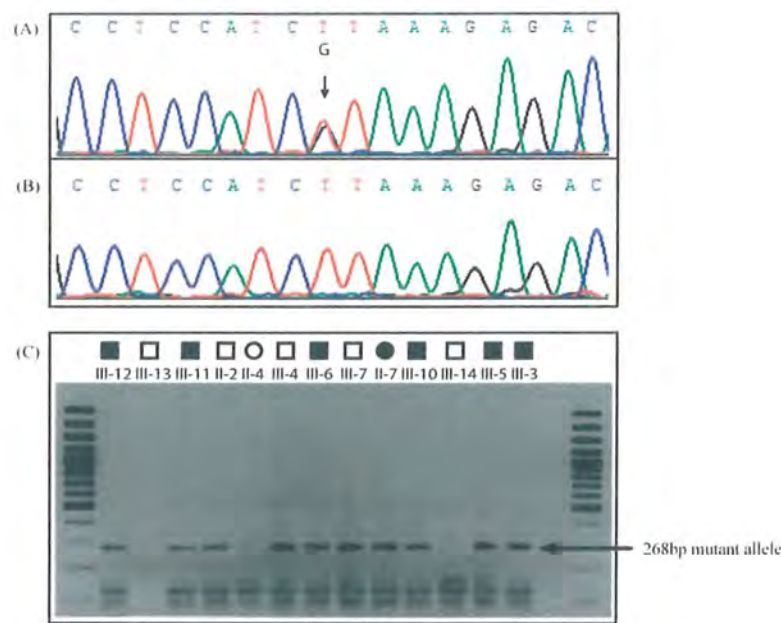 (A)
C C T C C A T C T T A A A G A G A C
G
(B)
C C T C C A T C T T A A A G A G A C
(C)
III-12 III-13 III-11 II-2 II-4 III-4 III-6 III-7 II-7 III-10 III-14 III-5 III-3
268bp mutant allele